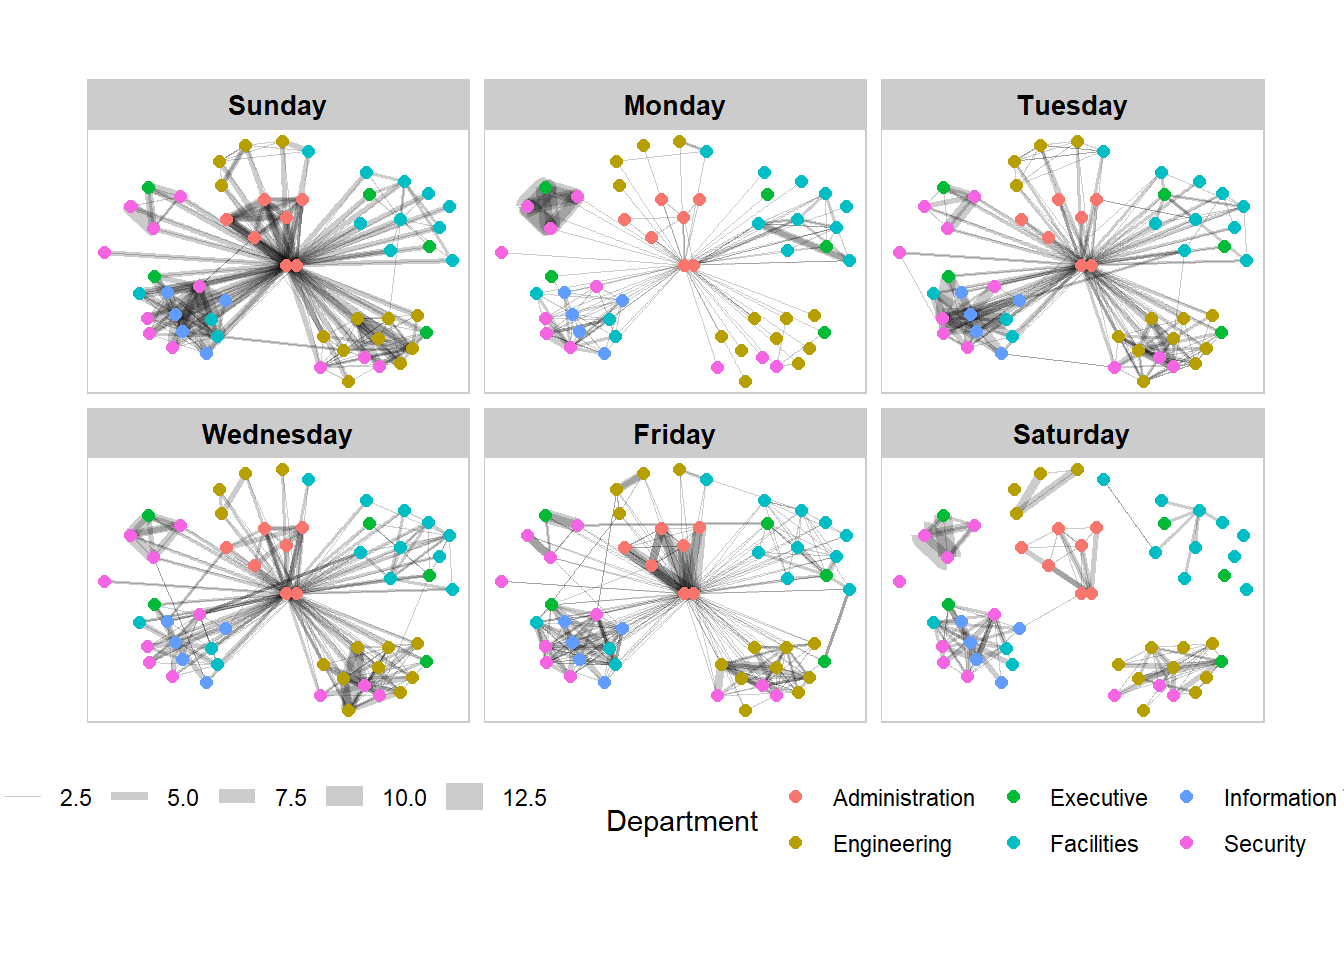 Sunday
Monday
Tuesday
Wednesday
Friday
Saturday
2.5
5.0
7.5
10.0
12.5
Department
Administration
Executive
Information
Engineering
Facilities
Security